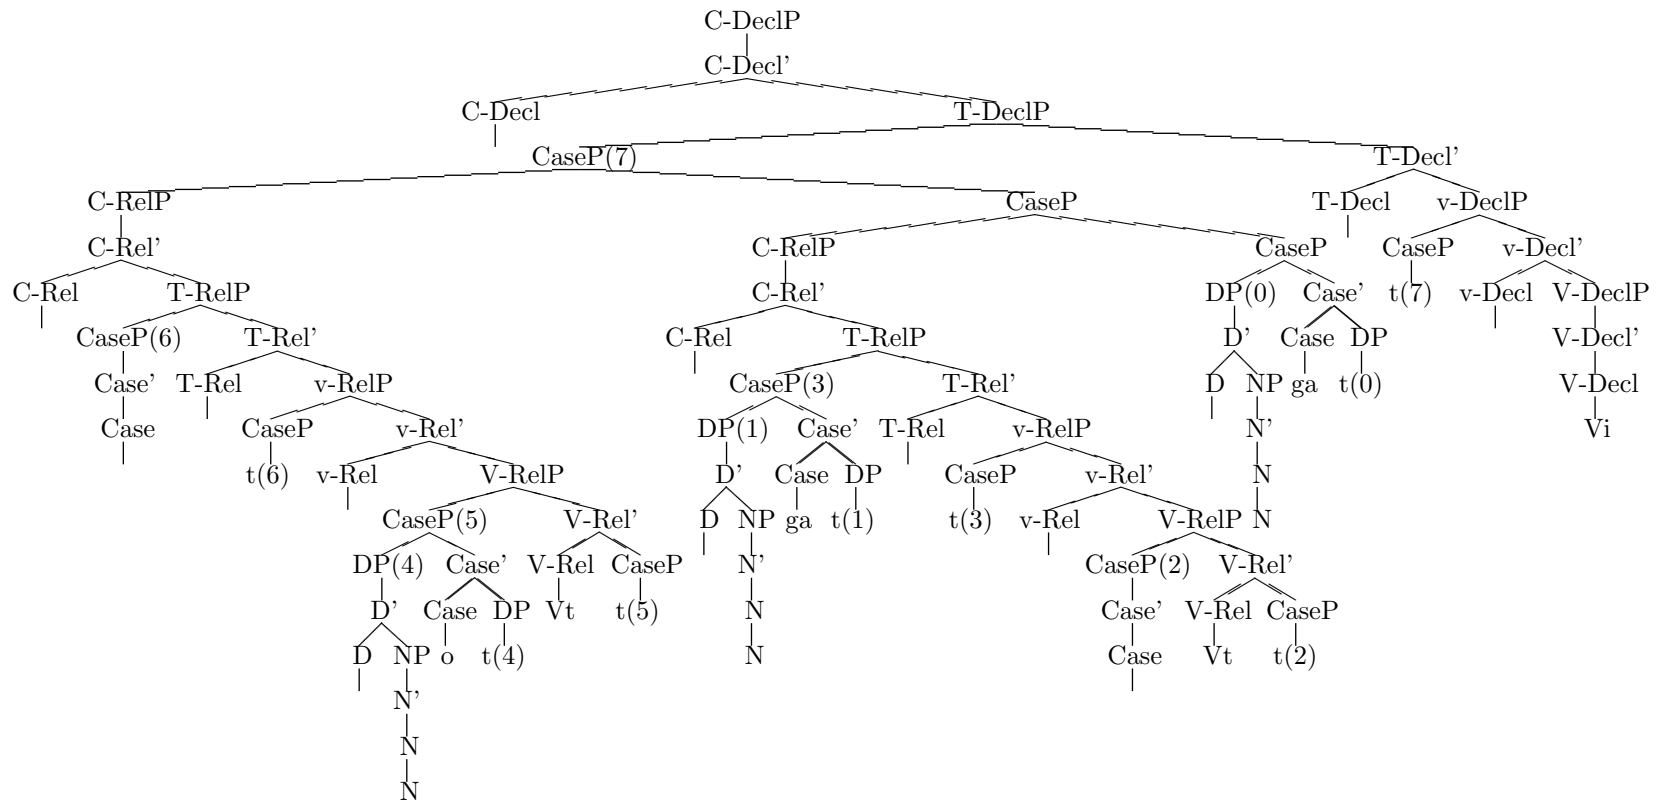 C-DeclP
C-Decl'
C-Decl T-DeclP
CaseP(7) T-Decl'
C-RelP CaseP T-Decl v-DeclP
C-Rel' C-RelP CaseP CaseP v-Decl'
C-Rel T-RelP C-Rel' DP(0) Case' t(7) v-Decl V-DeclP
CaseP(6) T-Rel' C-Rel T-RelP D' Case DP V-Decl'
Case' T-Rel v-RelP CaseP(3) T-Rel' D NP ga t(0) V-Decl
Case CaseP v-Rel' DP(1) Case' T-Rel v-RelP N' Vi
t(6) v-Rel V-RelP D' Case DP CaseP v-Rel' N
CaseP(5) V-Rel' D NP ga t(1) t(3) v-Rel V-RelP N
DP(4) Case' V-Rel CaseP N' CaseP(2) V-Rel'
D' Case DP Vt t(5) N Case' V-Rel CaseP
D NP o t(4) N Case Vt t(2)
N'
N
N